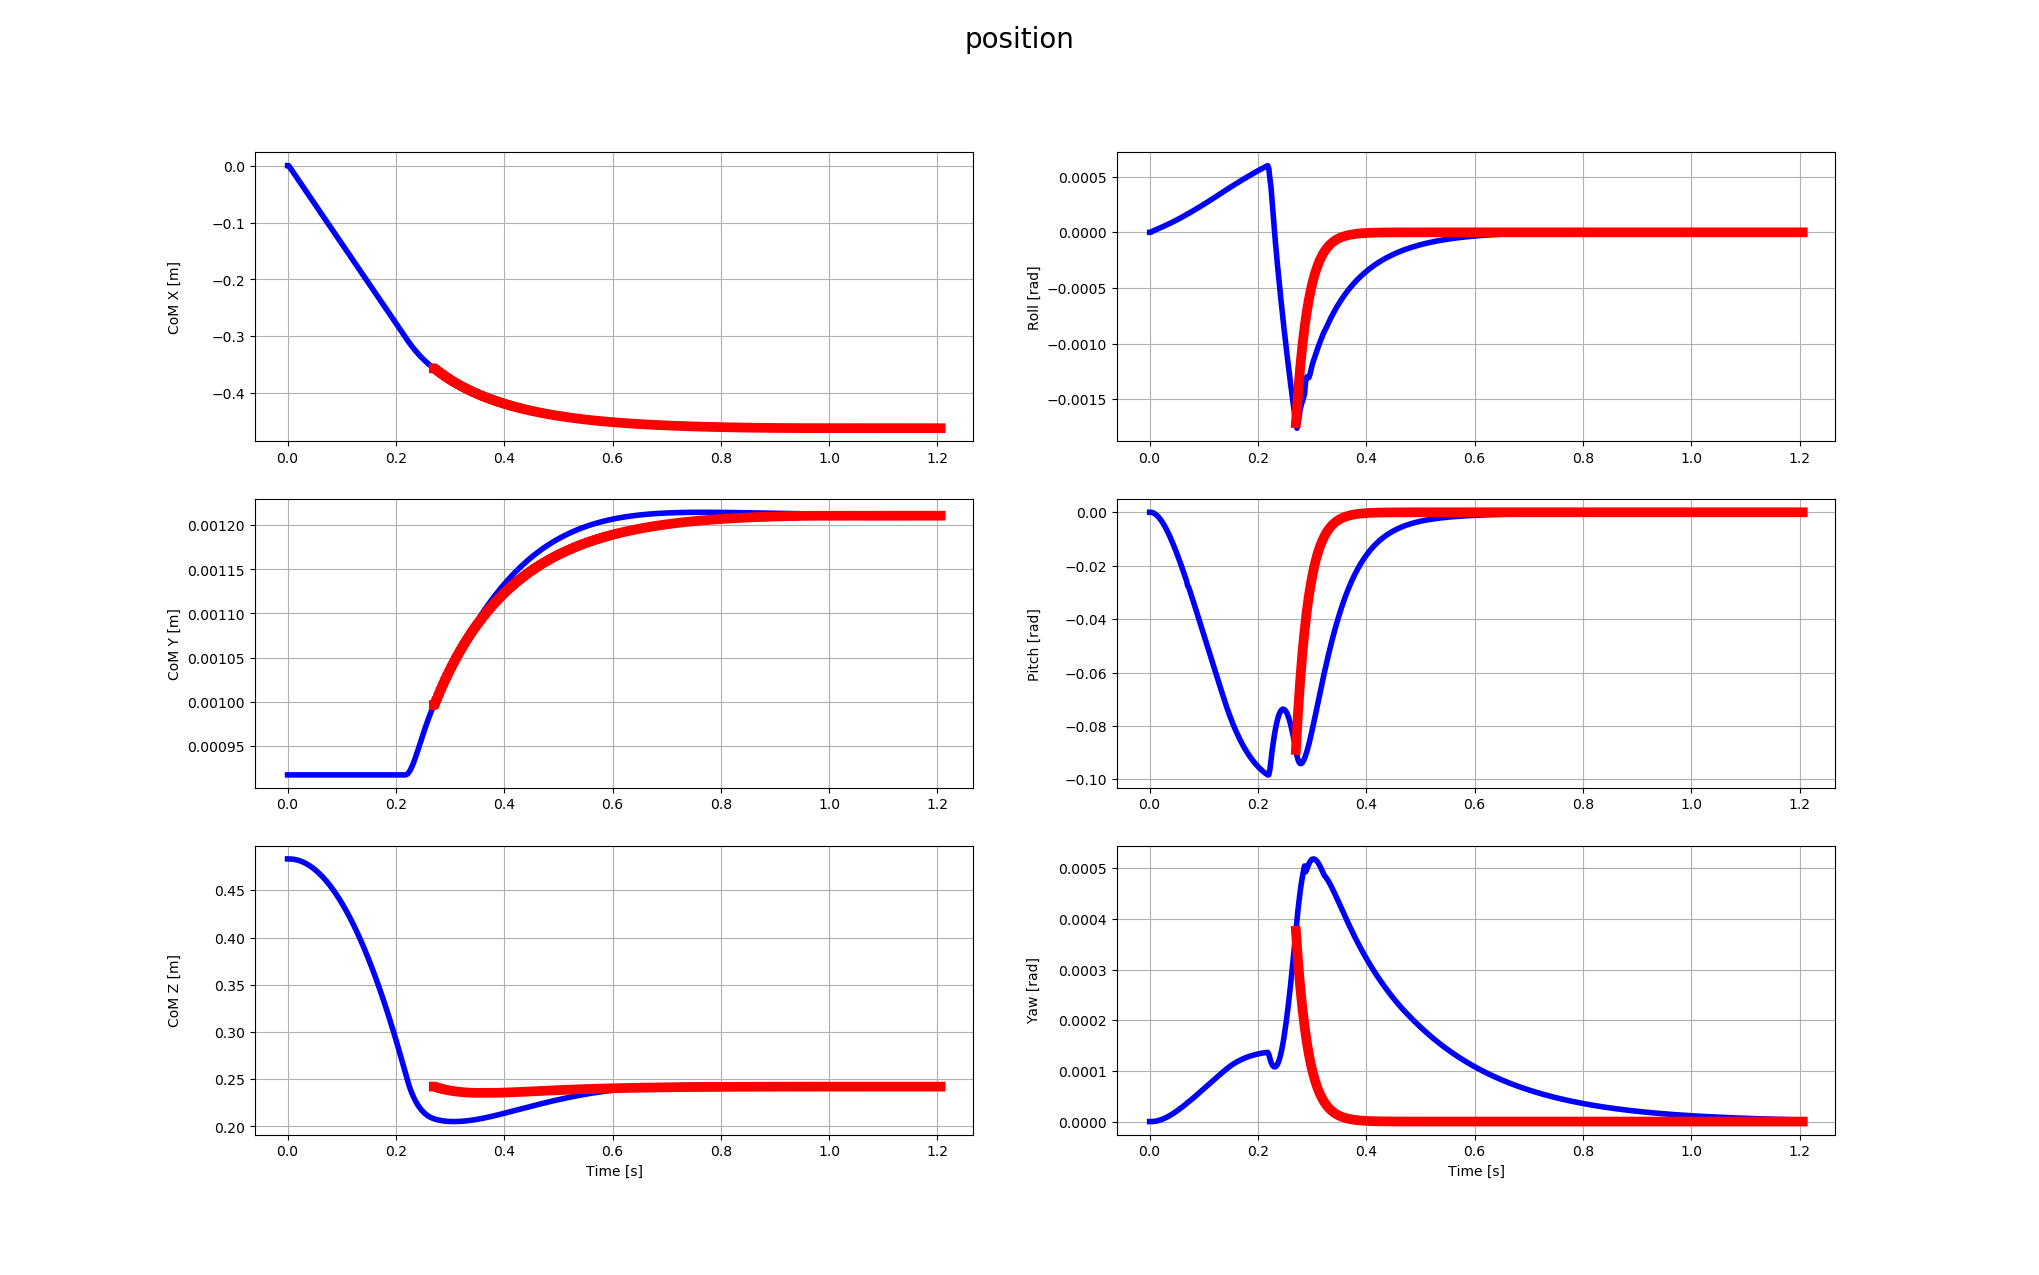 position
CoM X [m]
0.0
−0.1
−0.2
−0.3
−0.4
0.0 0.2 0.4 0.6 0.8 1.0 1.2
Roll [rad]
0.0005
0.0000
−0.0005
−0.0010
−0.0015
0.0 0.2 0.4 0.6 0.8 1.0 1.2
CoM Y [m]
0.00120
0.00115
0.00110
0.00105
0.00100
0.00095
0.0 0.2 0.4 0.6 0.8 1.0 1.2
Pitch [rad]
0.00
−0.02
−0.04
−0.06
−0.08
−0.10
0.0 0.2 0.4 0.6 0.8 1.0 1.2
CoM Z [m]
0.45
0.40
0.35
0.30
0.25
0.20
0.0 0.2 0.4 0.6 0.8 1.0 1.2
Time [s]
Yaw [rad]
0.0005
0.0004
0.0003
0.0002
0.0001
0.0000
0.0 0.2 0.4 0.6 0.8 1.0 1.2
Time [s]